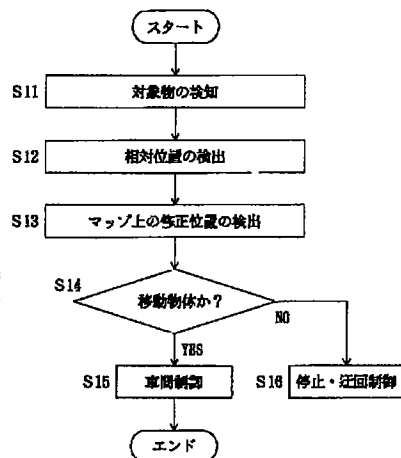 スタート
S11 対象物の検知
S12 相対位置の検出
S13 マップ上の修正位置の検出
S14 移動物体か?
NO
YES
S15 車間制御
S16 停止・迂回制御
エンド